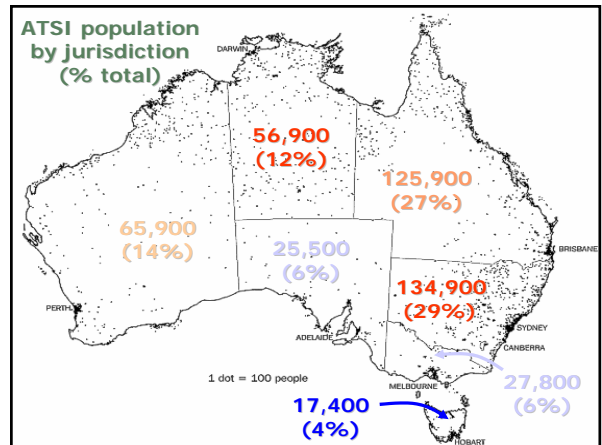 ATSI population
by jurisdiction
(% total)
DARWIN
56,900
(12%)
125,900
(27%)
65,900
(14%)
25,500
(6%)
BRISBANE
134,900
(29%)
PERTH
SYDNEY
ADELAIDE
CANBERRA
1 dot = 100 people
MELBOURNE
27,800
(6%)
17,400
(4%)
HOBART